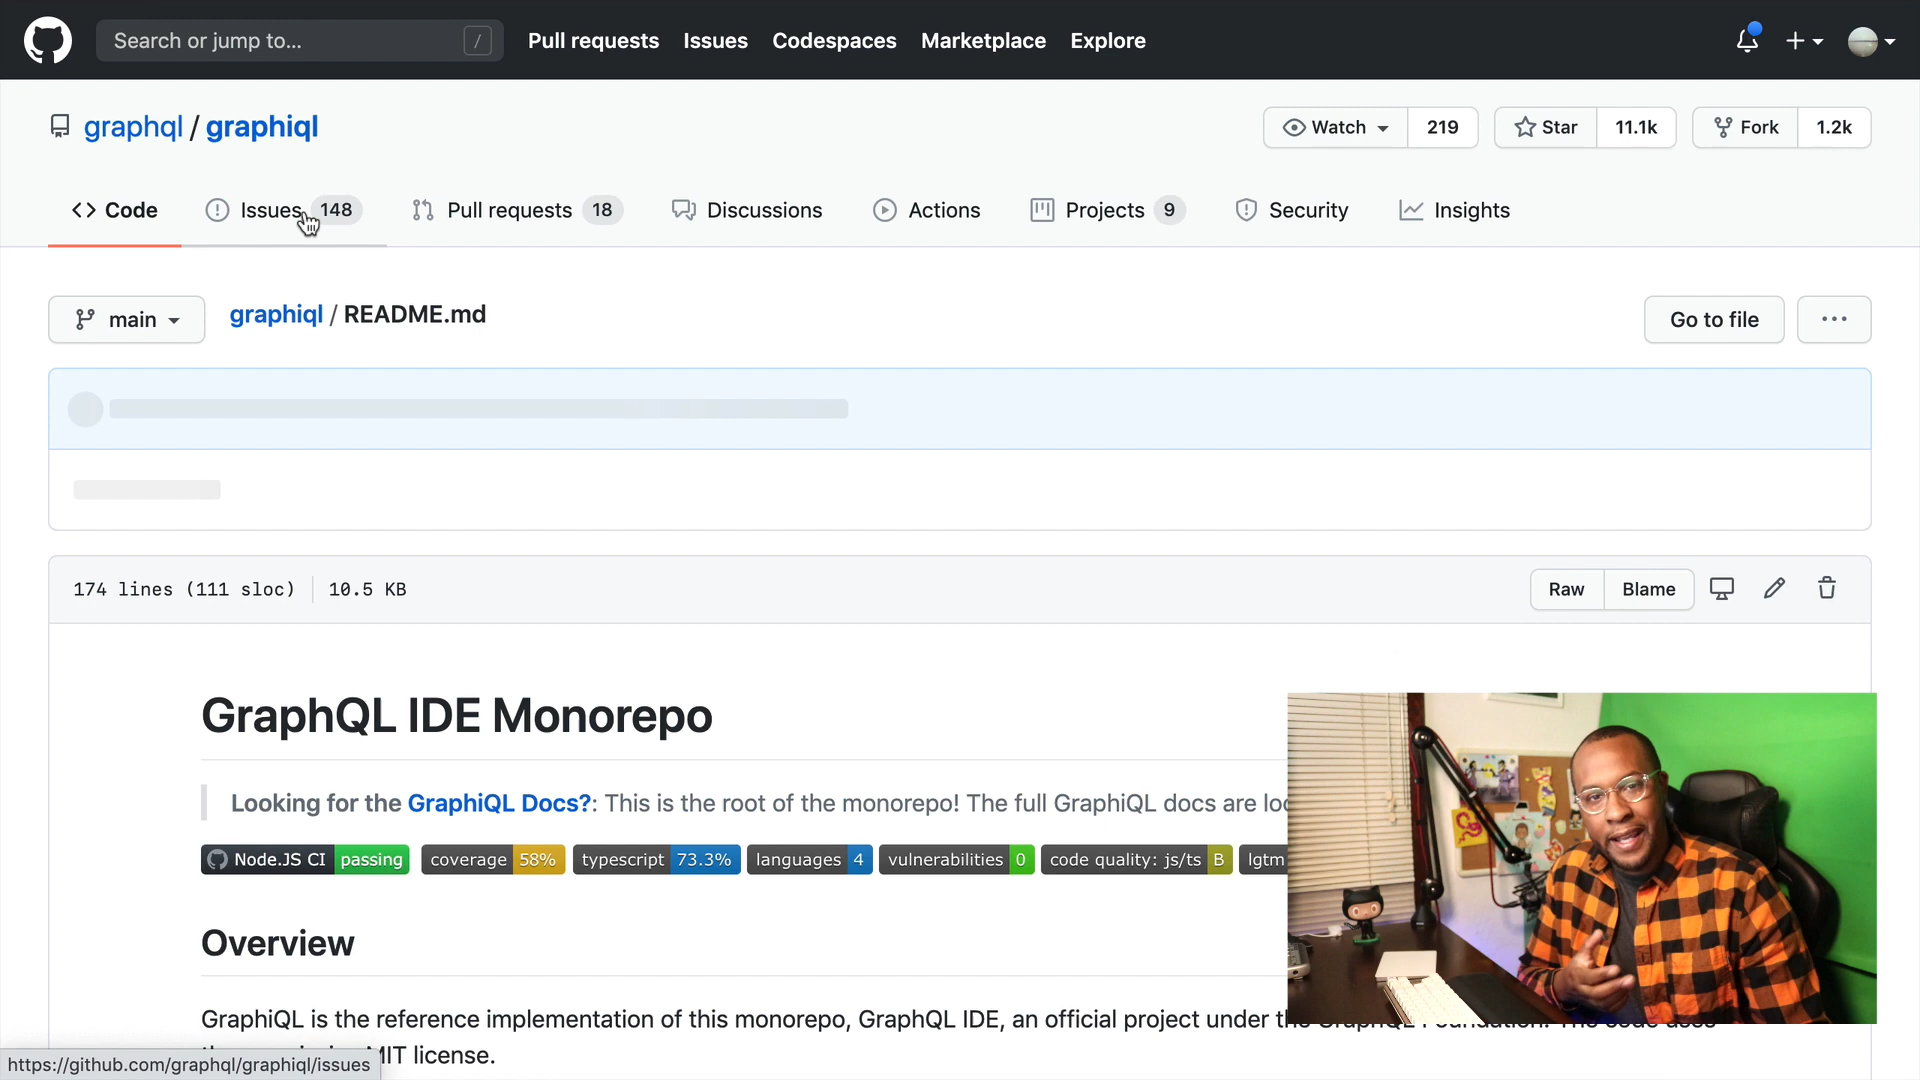 Search or jump to... / Pull requests Issues Codespaces Marketplace Explore
graphql / graphiql Watch 219 Star 11.1k Fork 1.2k
Code Issues 148 Pull requests 18 Discussions Actions Projects 9 Security Insights
main graphiql / README.md Go to file ...
174 lines (111 sloc) 10.5 KB Raw Blame
GraphQL IDE Monorepo
Looking for the GraphiQL Docs?: This is the root of the monorepo! The full GraphiQL docs are
Node.JS CI passing coverage 58% typescript 73.3% languages 4 vulnerabilities 0 code quality: js/ts B lgtm
Overview
GraphiQL is the reference implementation of this monorepo, GraphQL IDE, an official project under
MIT license.
https://github.com/graphql/graphiql/issues